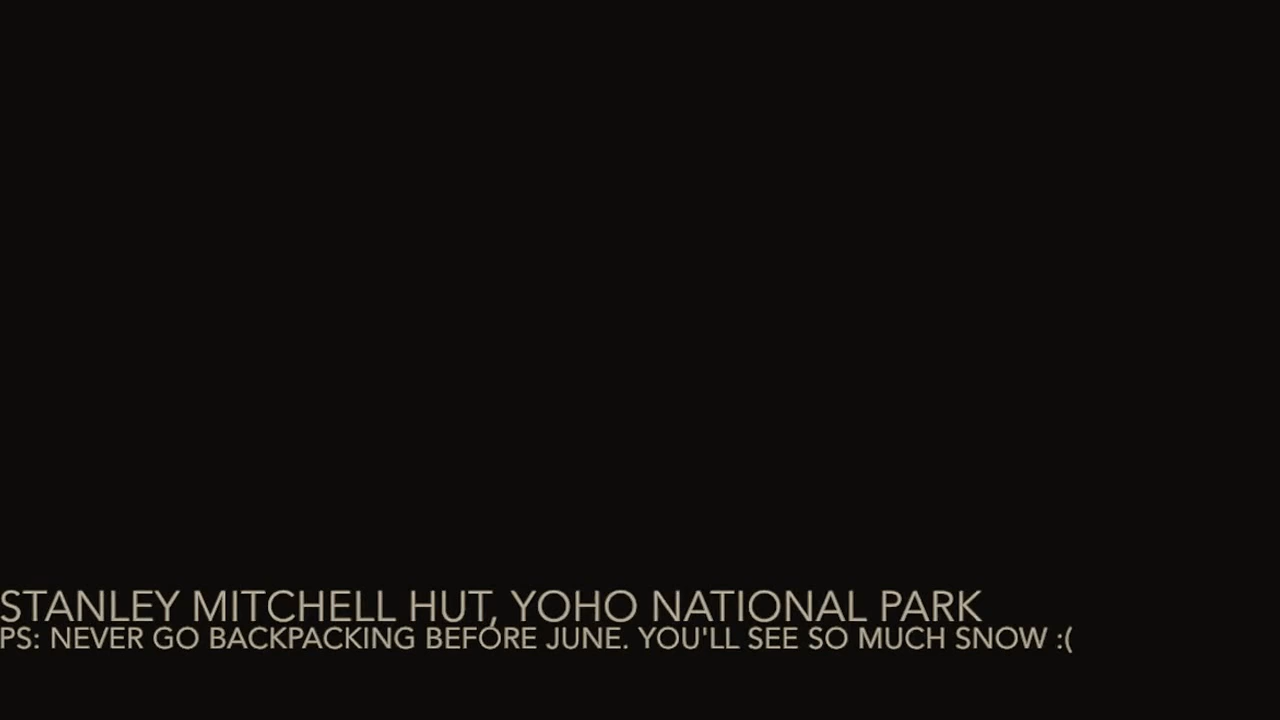 STANLEY MITCHELL HUT, YOHO NATIONAL PARK
PS: NEVER GO BACKPACKING BEFORE JUNE. YOU'LL SEE SO MUCH SNOW :(